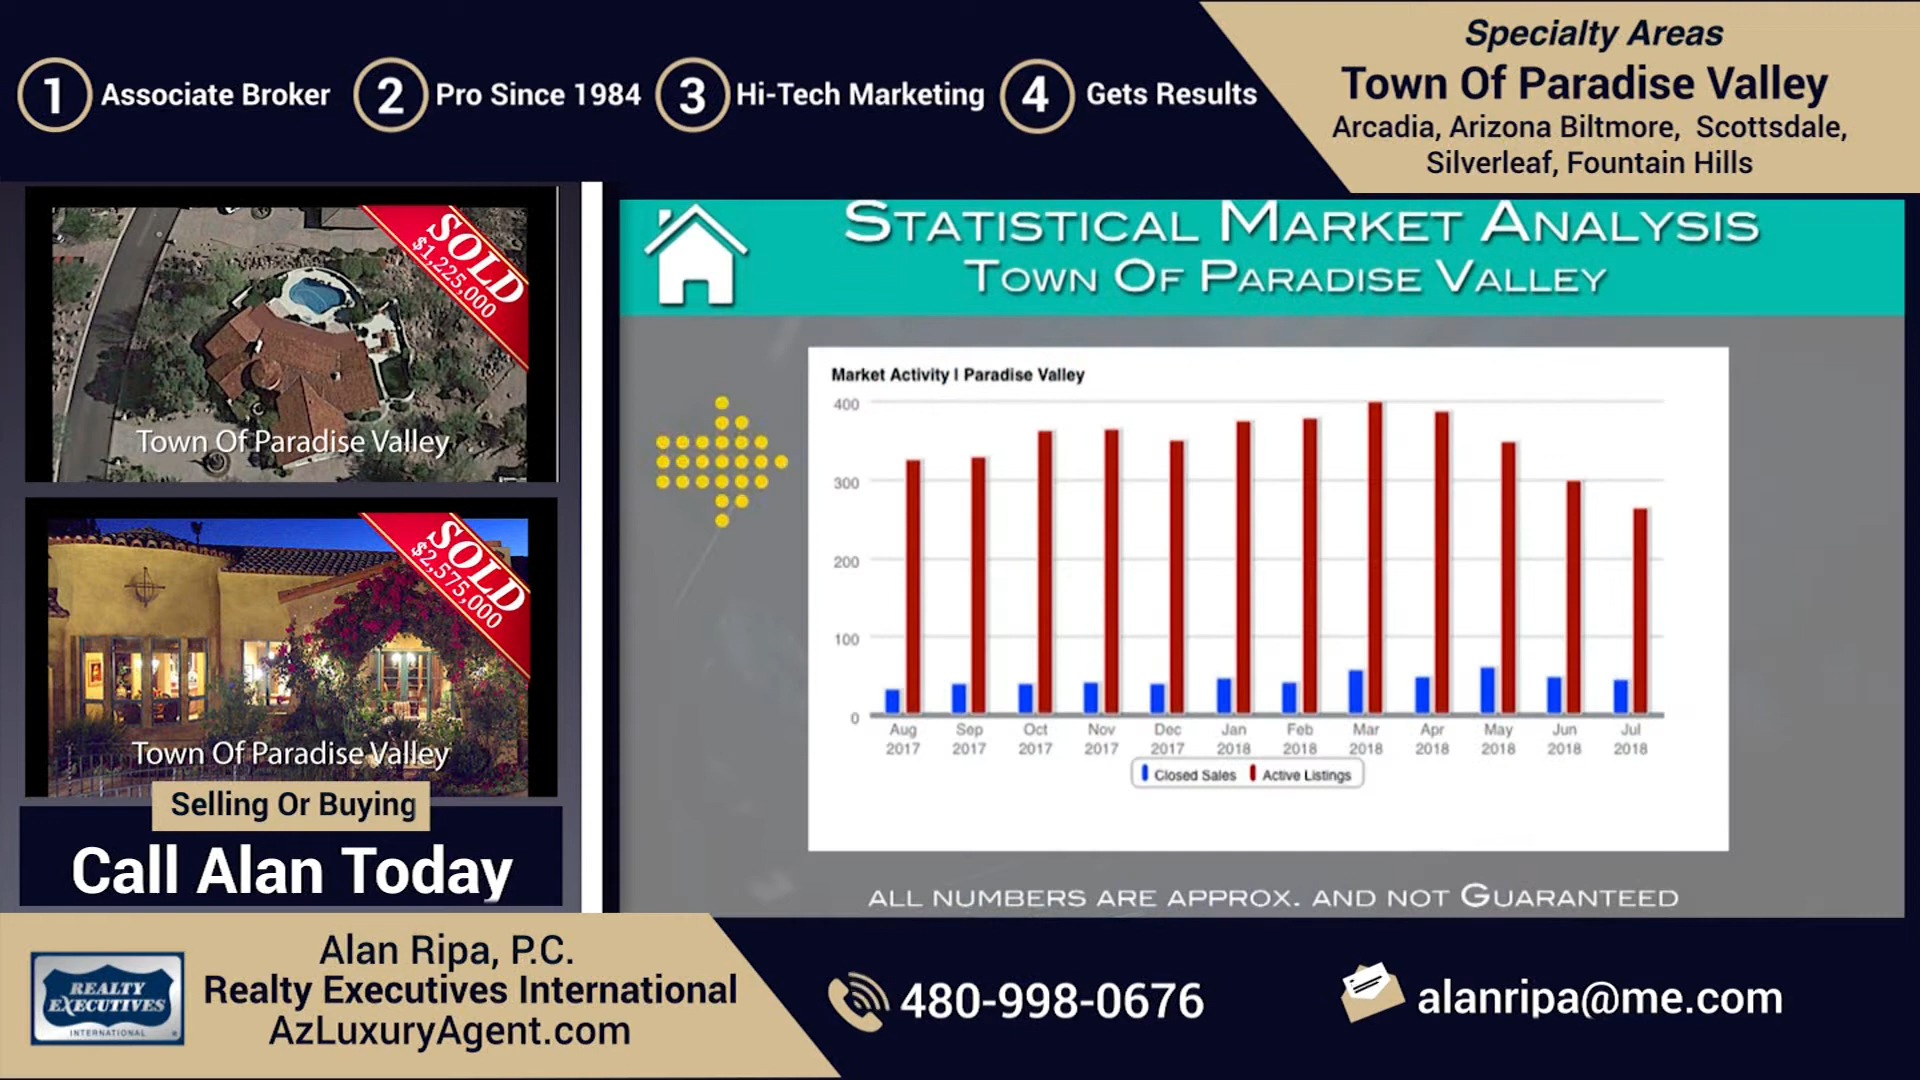 1 Associate Broker 2 Pro Since 1984 3 Hi-Tech Marketing 4 Gets Results
Specialty Areas
Town Of Paradise Valley
Arcadia, Arizona Biltmore, Scottsdale,
Silverleaf, Fountain Hills
SOLD
$1,225,000
Town Of Paradise Valley
SOLD
$2,575,000
Town Of Paradise Valley
Selling Or Buying
Call Alan Today
STATISTICAL MARKET ANALYSIS
TOWN OF PARADISE VALLEY
Market Activity | Paradise Valley
400
300
200
100
0
Aug Sep Oct Nov Dec Jan Feb Mar Apr May Jun Jul
2017 2017 2017 2017 2017 2018 2018 2018 2018 2018 2018 2018
Closed Sales Active Listings
ALL NUMBERS ARE APPROX. AND NOT GUARANTEED
REALTY
EXECUTIVES
INTERNATIONAL
Alan Ripa, P.C.
Realty Executives International
AzLuxuryAgent.com
480-998-0676
alanripa@me.com